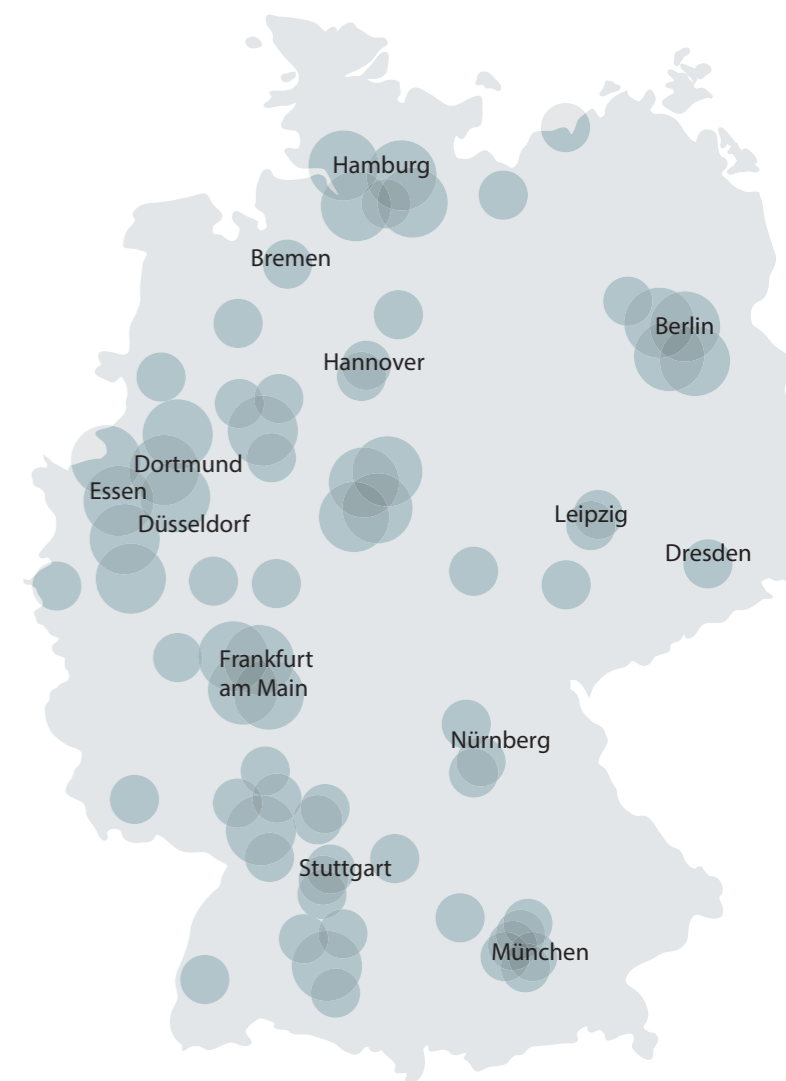 Hamburg
Bremen
Berlin
Hannover
Dortmund
Essen
Düsseldorf
Leipzig
Dresden
Frankfurt
am Main
Nürnberg
Stuttgart
München